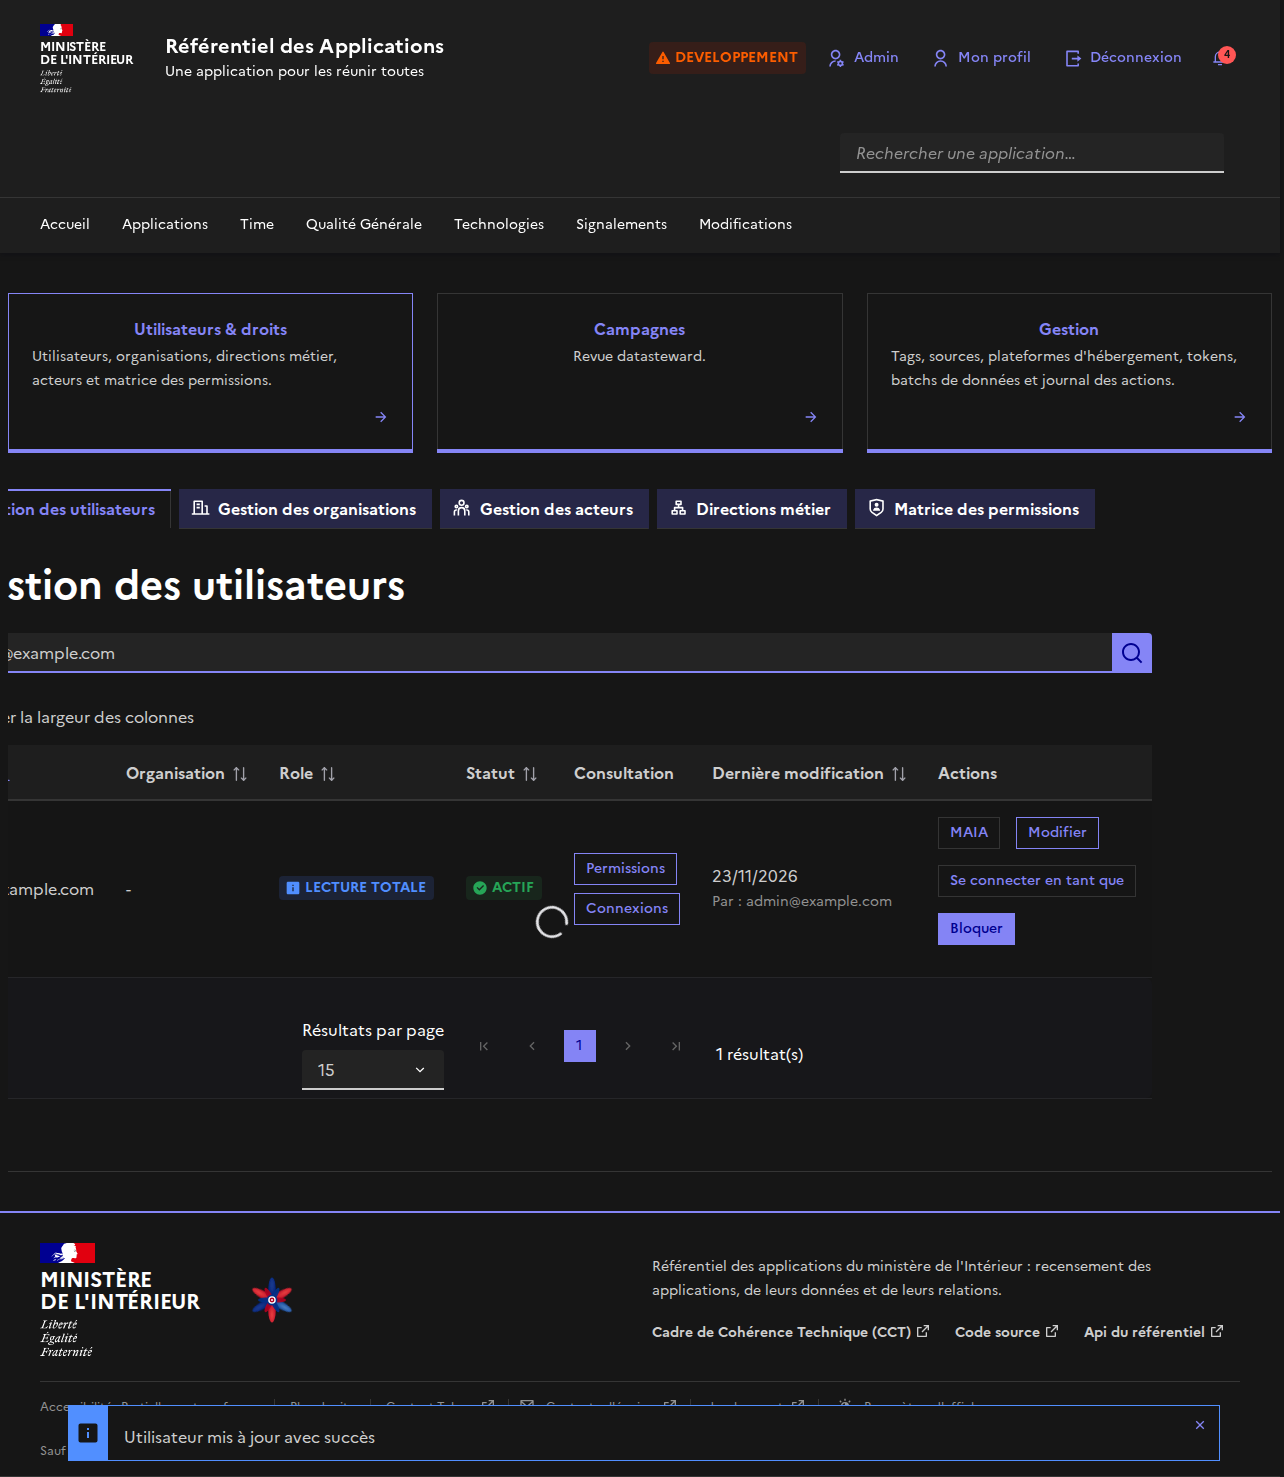 MINISTÈRE
DE L'INTÉRIEUR
Liberté
Égalité
Fraternité
Référentiel des Applications
Une application pour les réunir toutes
DEVELOPPEMENT
Admin
Mon profil
Déconnexion
4
Rechercher une application...
Accueil
Applications
Time
Qualité Générale
Technologies
Signalements
Modifications
Utilisateurs & droits
Utilisateurs, organisations, directions métier,
acteurs et matrice des permissions.
Campagnes
Revue datasteward.
Gestion
Tags, sources, plateformes d'hébergement, tokens,
batchs de données et journal des actions.
tion des utilisateurs
Gestion des organisations
Gestion des acteurs
Directions métier
Matrice des permissions
stion des utilisateurs
@example.com
er la largeur des colonnes
Organisation
Role
Statut
Consultation
Dernière modification
Actions
xample.com
-
LECTURE TOTALE
ACTIF
Permissions
Connexions
23/11/2026
Par : admin@example.com
MAIA
Modifier
Se connecter en tant que
Bloquer
Résultats par page
15
1
1 résultat(s)
MINISTÈRE
DE L'INTÉRIEUR
Liberté
Égalité
Fraternité
Référentiel des applications du ministère de l'Intérieur : recensement des
applications, de leurs données et de leurs relations.
Cadre de Cohérence Technique (CCT)
Code source
Api du référentiel
Sauf
Utilisateur mis à jour avec succès